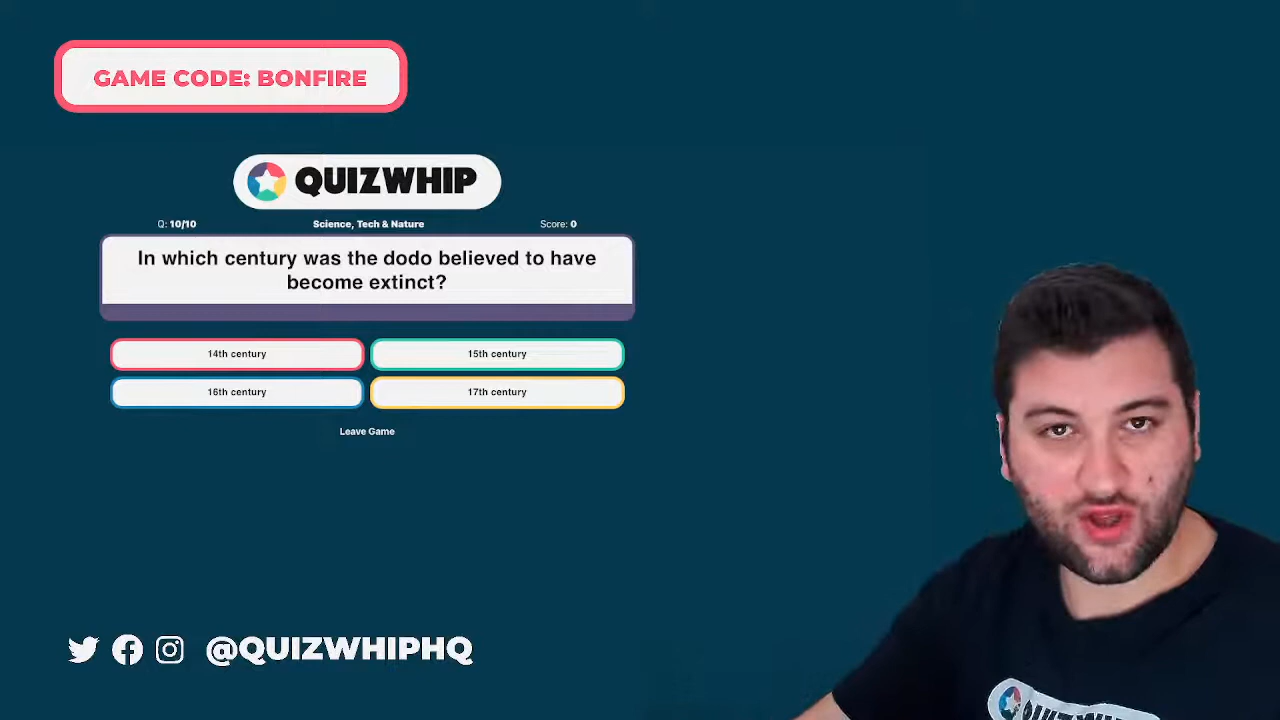 GAME CODE: BONFIRE
QUIZWHIP
Q: 10/10 Science, Tech & Nature Score: 0
In which century was the dodo believed to have
become extinct?
14th century 15th century
16th century 17th century
Leave Game
@QUIZWHIPHQ
QUIZWHIP